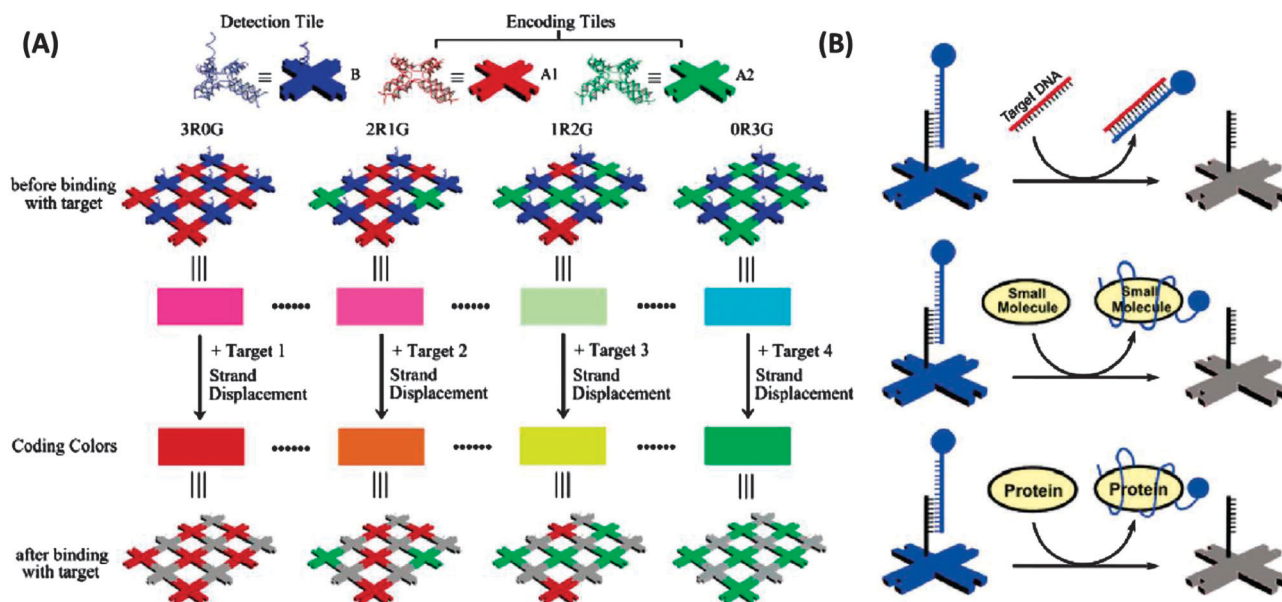 (A)
Detection Tile
Encoding Tiles
B
A1
A2
3R0G 2R1G 1R2G 0R3G
before binding
with target
+ Target 1
Strand
Displacement
+ Target 2
Strand
Displacement
+ Target 3
Strand
Displacement
+ Target 4
Strand
Displacement
Coding Colors
after binding
with target
(B)
Target DNA
Small
Molecule
Small
Molecule
Protein
Protein